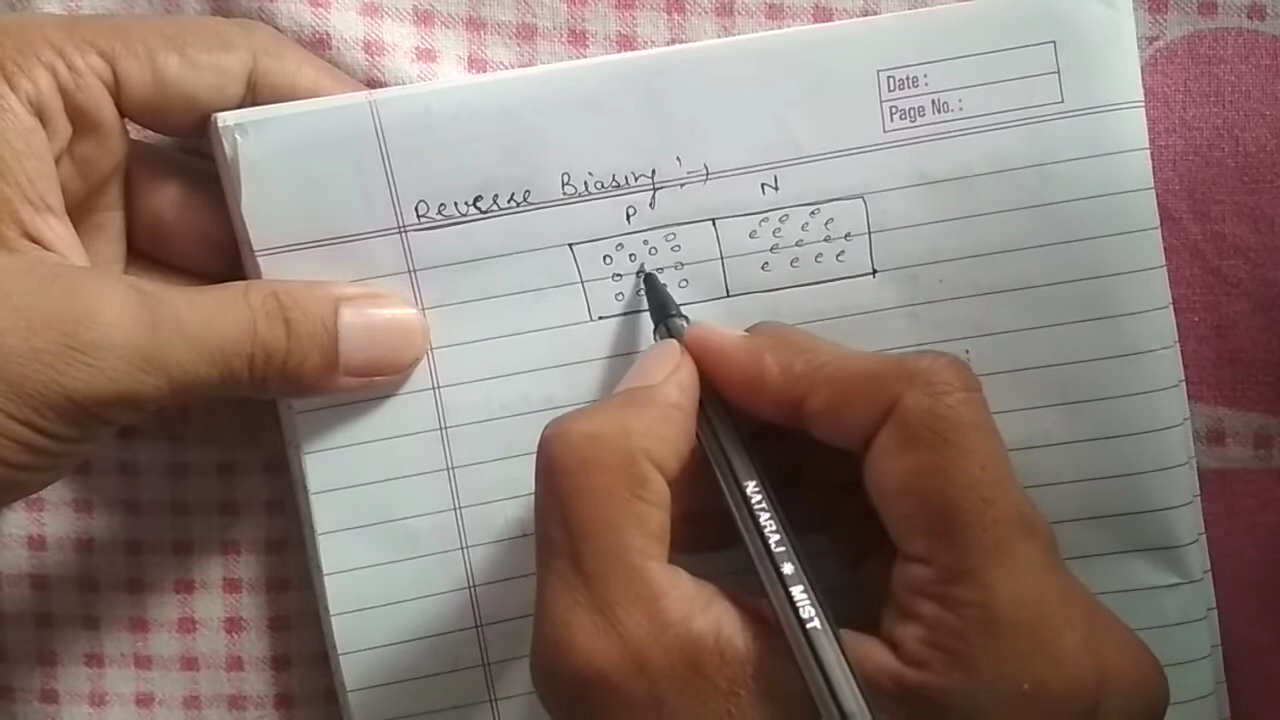 Date :
Page No. :
Reverse Biasing :→
P N
o o o o o o o o o o o o o o o
e e e e e e e e e e e e e e e
NATARAJ * MIST